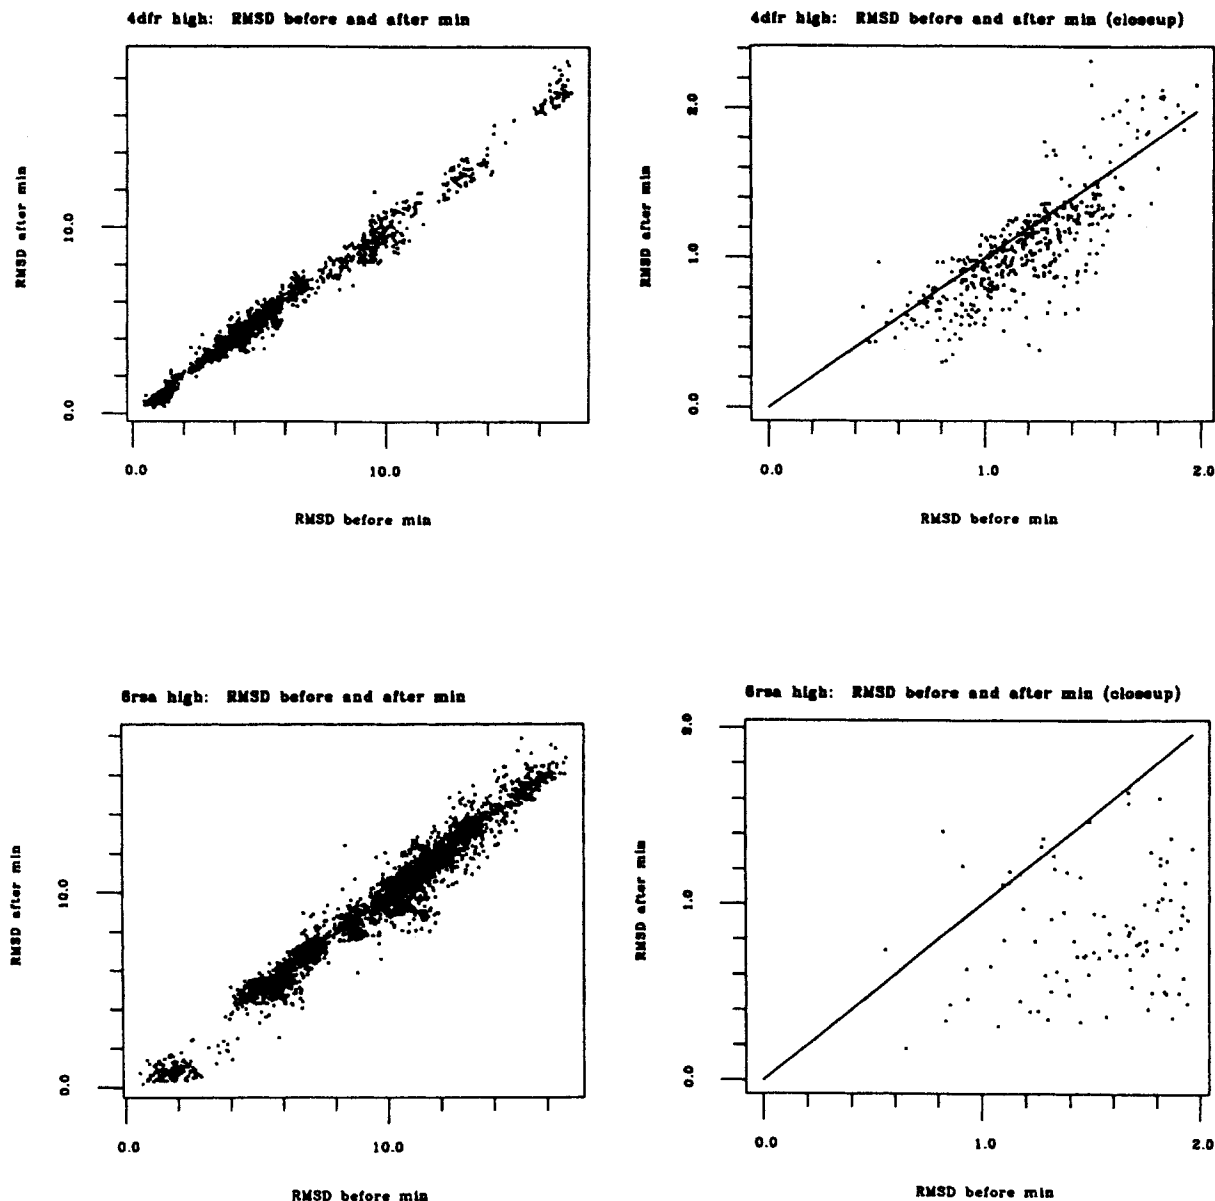 4dfr high: RMSD before and after min
RMSD after min
10.0
0.0
0.0
10.0
RMSD before min
4dfr high: RMSD before and after min (closeup)
RMSD after min
2.0
1.0
0.0
0.0
1.0
2.0
RMSD before min
6rsa high: RMSD before and after min
RMSD after min
10.0
0.0
0.0
10.0
RMSD before min
6rsa high: RMSD before and after min (closeup)
RMSD after min
2.0
1.0
0.0
0.0
1.0
2.0
RMSD before min